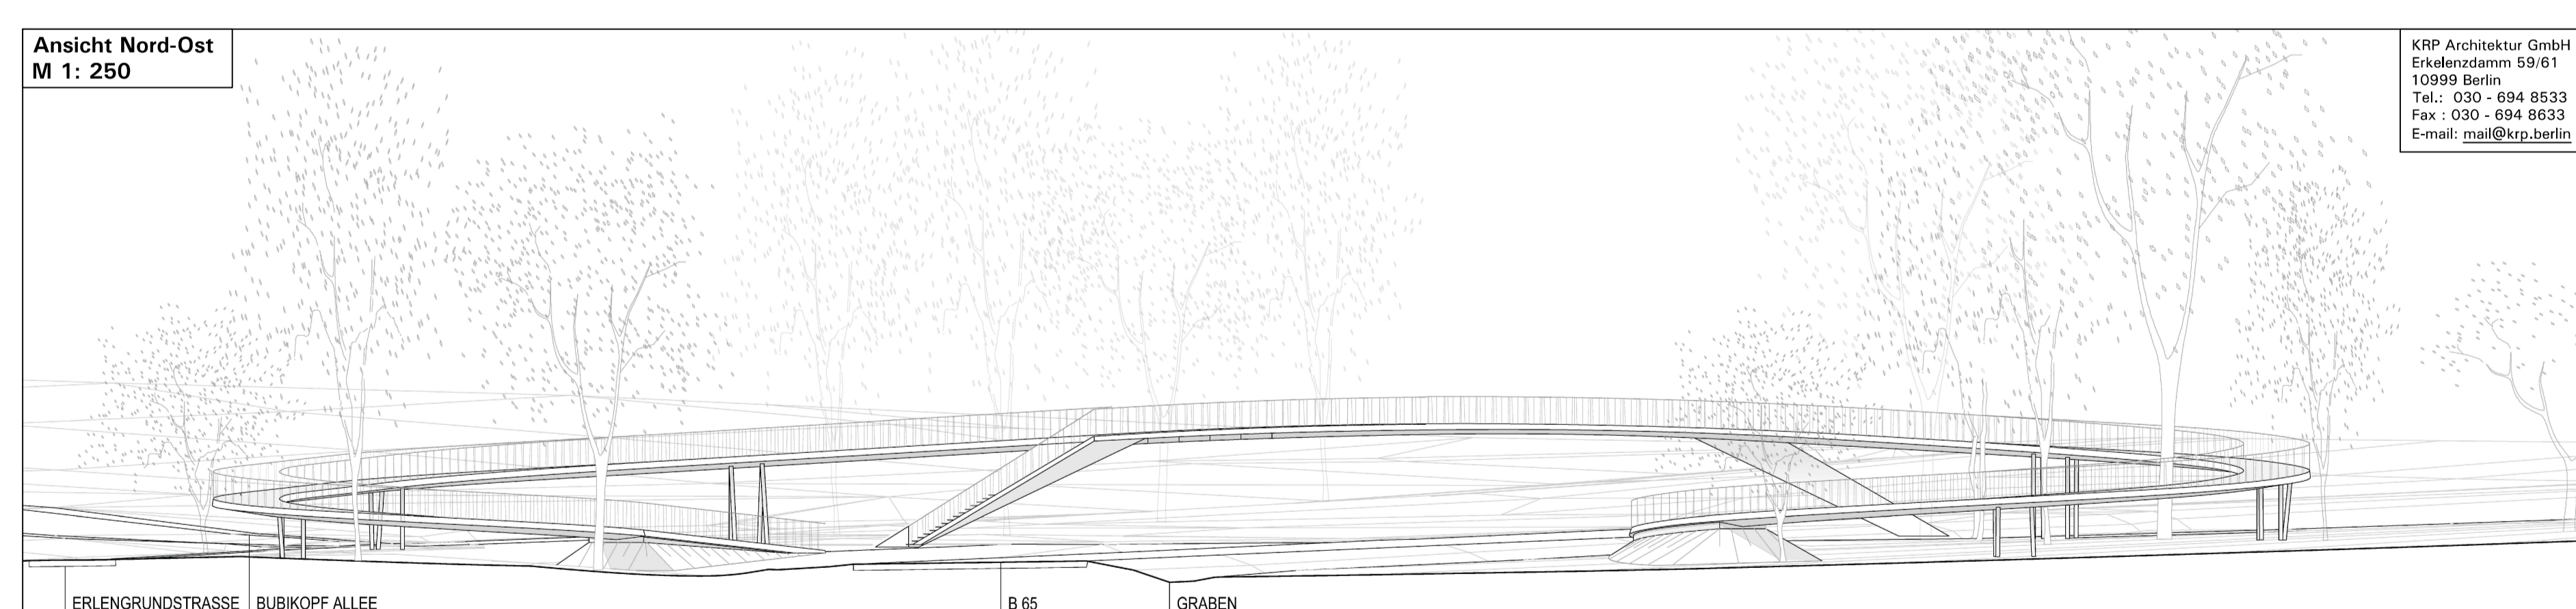 Ansicht Nord-Ost
M 1: 250
KRP Architektur GmbH
Erkelenzdamm 59/61
10999 Berlin
Tel.: 030 - 694 8533
Fax : 030 - 694 8633
E-mail: mail@krp.berlin
ERLENGRUNDSTRASSE
BUBIKOPF ALLEE
B 65
GRABEN